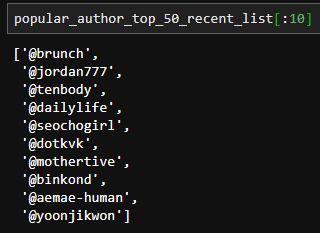 popular_author_top_50_recent_list[:10]
['@brunch',
'@jordan777',
'@tenbody',
'@dailylife',
'@seochogirl',
'@dotkvk',
'@mothertive',
'@binkond',
'@aemae-human',
'@yoonjikwon']